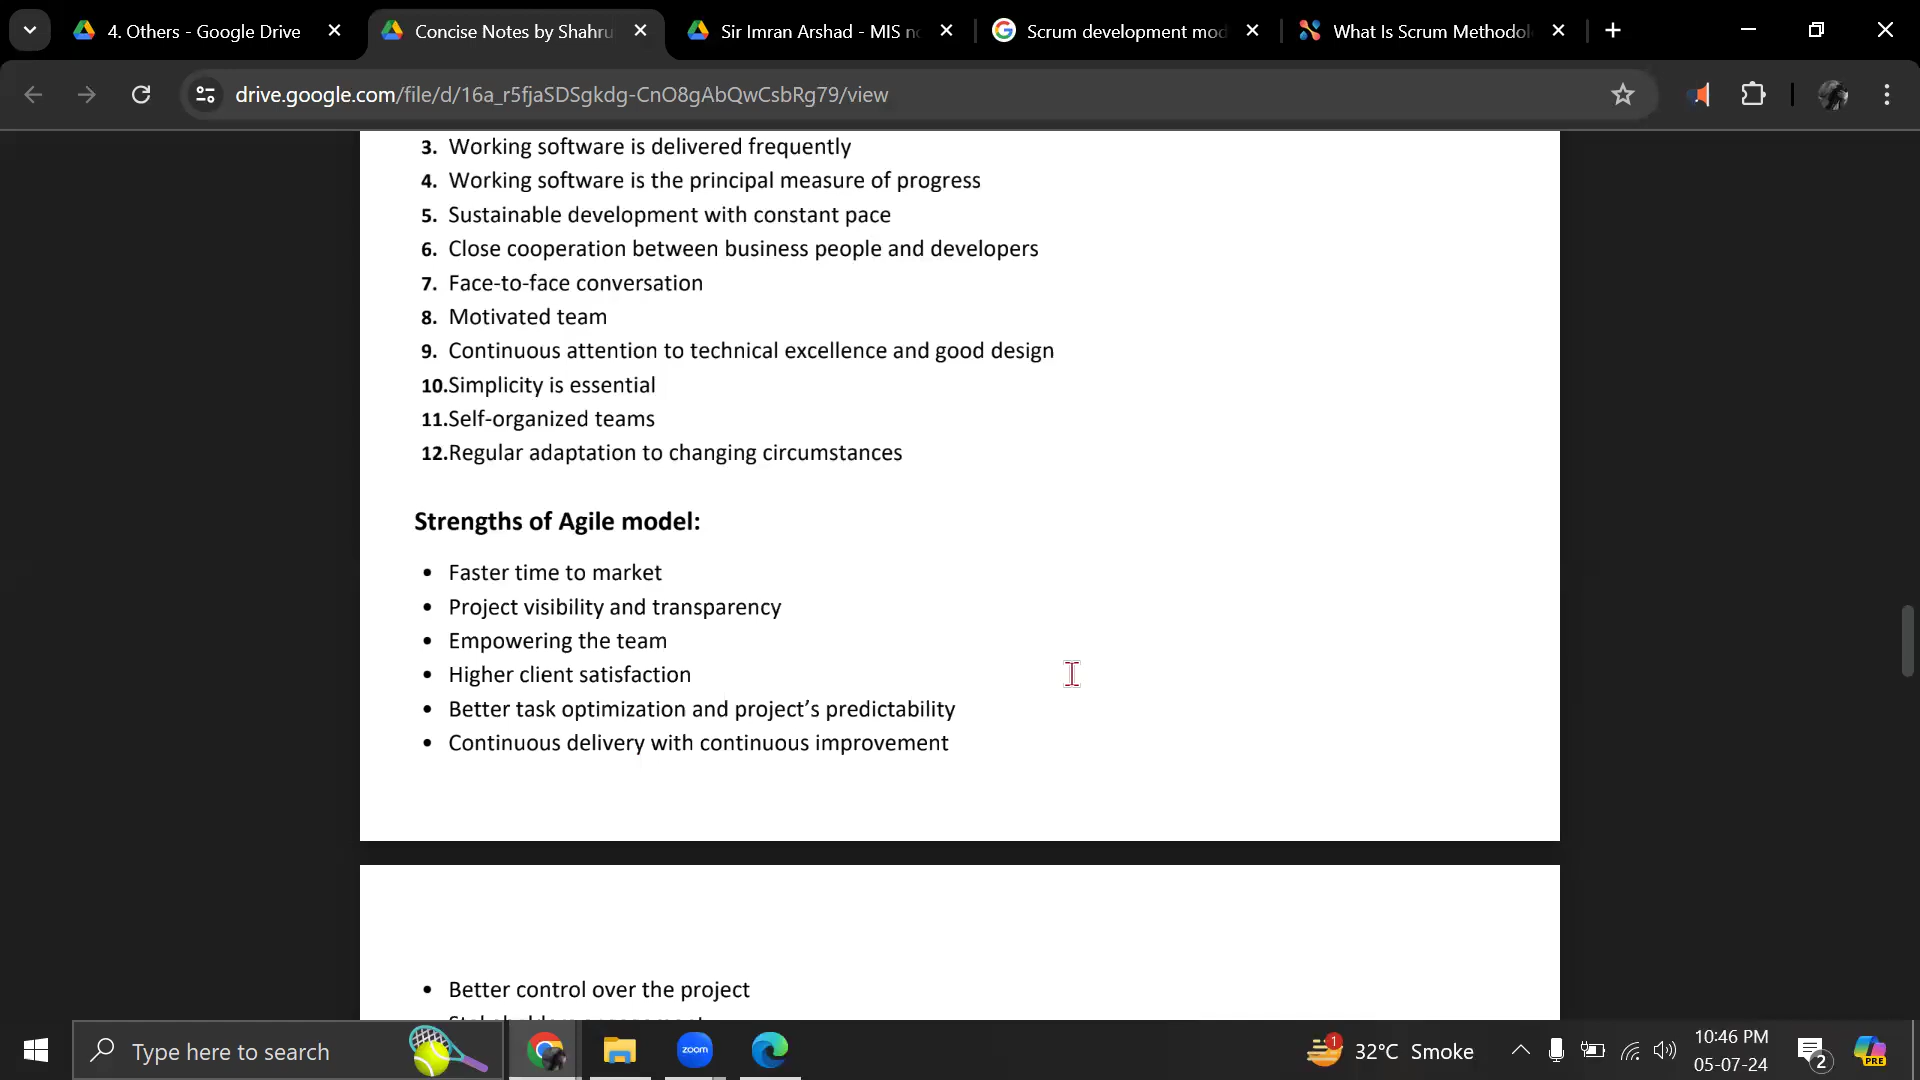 4. Others - Google Drive
Concise Notes by Shahru
Sir Imran Arshad - MIS no
Scrum development mod
What Is Scrum Methodol
drive.google.com/file/d/16a_r5fjaSDSgkdg-CnO8gAbQwCsbRg79/view
3. Working software is delivered frequently
4. Working software is the principal measure of progress
5. Sustainable development with constant pace
6. Close cooperation between business people and developers
7. Face-to-face conversation
8. Motivated team
9. Continuous attention to technical excellence and good design
10.Simplicity is essential
11.Self-organized teams
12.Regular adaptation to changing circumstances
Strengths of Agile model:
• Faster time to market
• Project visibility and transparency
• Empowering the team
• Higher client satisfaction
• Better task optimization and project’s predictability
• Continuous delivery with continuous improvement
• Better control over the project
Type here to search
zoom
1
32°C Smoke
10:46 PM
05-07-24
2
PRE